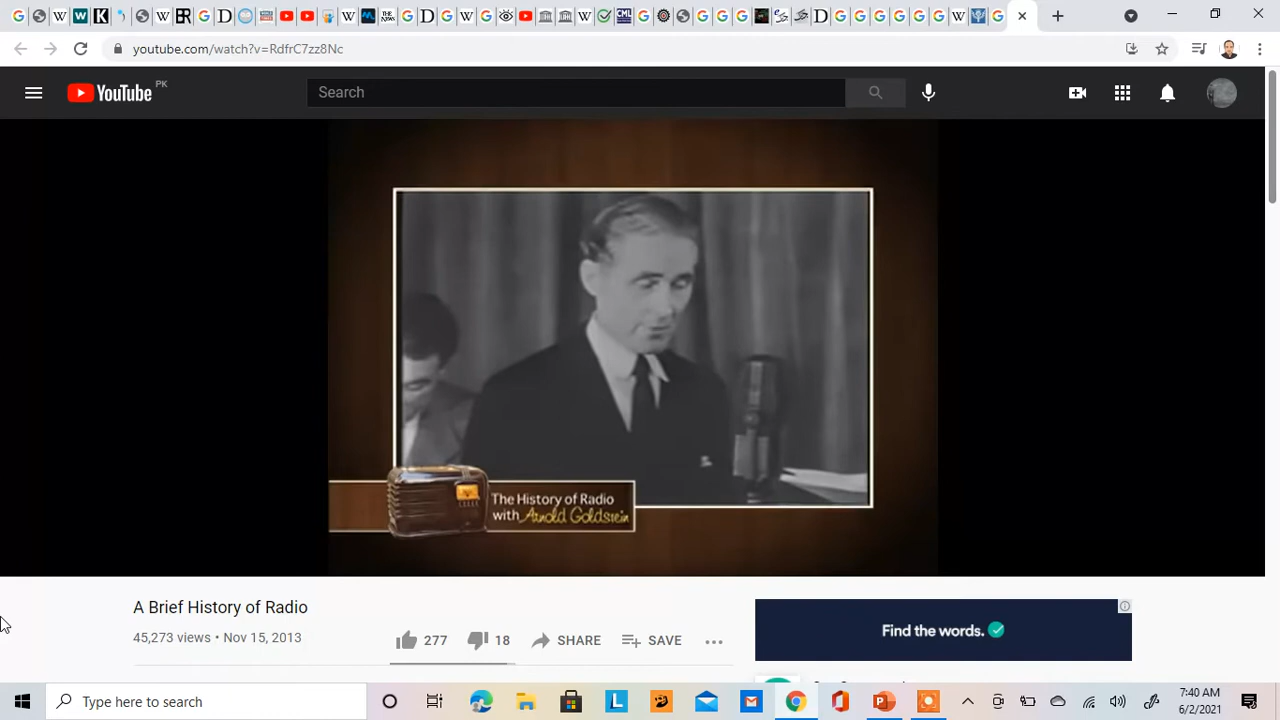 youtube.com/watch?v=RdfrC7zz8Nc
YouTube PK
Search
The History of Radio
with Arnold Goldstein
A Brief History of Radio
45,273 views • Nov 15, 2013
277
18
SHARE
SAVE
Find the words.
Type here to search
7:40 AM
6/2/2021